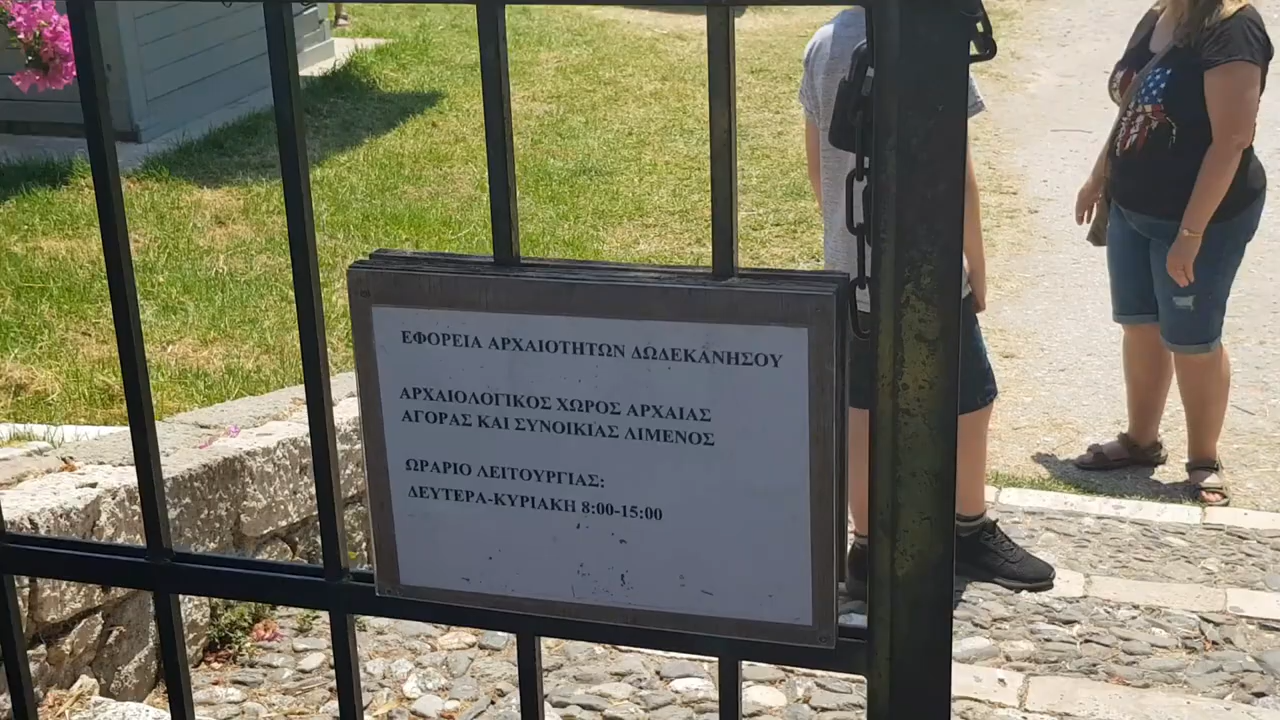 ΕΦΟΡΕΙΑ ΑΡΧΑΙΟΤΗΤΩΝ ΔΩΔΕΚΑΝΗΣΟΥ
ΑΡΧΑΙΟΛΟΓΙΚΟΣ ΧΩΡΟΣ ΑΡΧΑΙΑΣ
ΑΓΟΡΑΣ ΚΑΙ ΣΥΝΟΙΚΙΑΣ ΛΙΜΕΝΟΣ
ΩΡΑΡΙΟ ΛΕΙΤΟΥΡΓΙΑΣ:
ΔΕΥΤΕΡΑ-ΚΥΡΙΑΚΗ 8:00-15:00